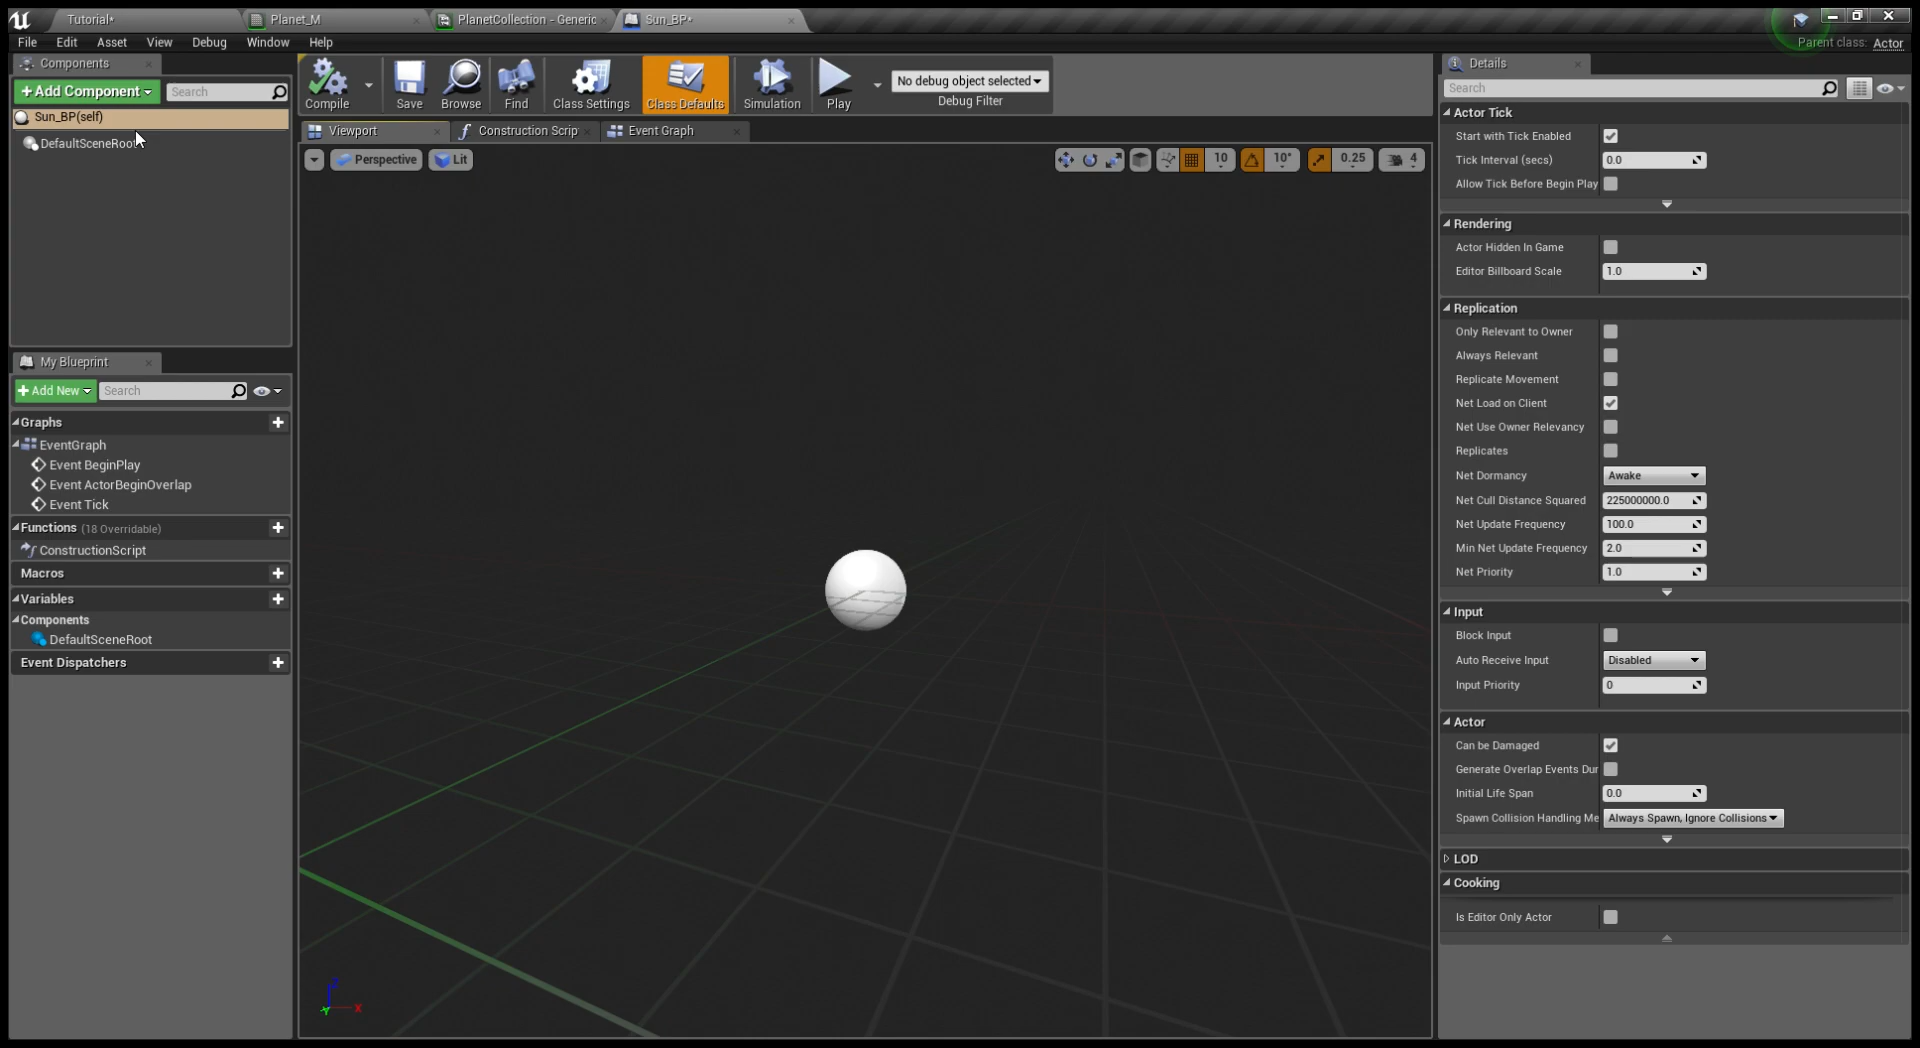 Tutorial*
Planet_M
PlanetCollection - Generic
Sun_BP*
File Edit Asset View Debug Window Help
Parent class: Actor
Components
+Add Component
Search
Sun_BP(self)
DefaultSceneRoot
My Blueprint
+Add New
Search
Graphs
EventGraph
Event BeginPlay
Event ActorBeginOverlap
Event Tick
Functions (18 Overridable)
ConstructionScript
Macros
Variables
Components
DefaultSceneRoot
Event Dispatchers
Compile
Save
Browse
Find
Class Settings
Class Defaults
Simulation
Play
No debug object selected
Debug Filter
Viewport
Construction Scrip
Event Graph
Perspective
Lit
10
10°
0.25
4
Z
X
Y
Details
Search
Actor Tick
Start with Tick Enabled
Tick Interval (secs) 0.0
Allow Tick Before Begin Play
Rendering
Actor Hidden In Game
Editor Billboard Scale 1.0
Replication
Only Relevant to Owner
Always Relevant
Replicate Movement
Net Load on Client
Net Use Owner Relevancy
Replicates
Net Dormancy Awake
Net Cull Distance Squared 225000000.0
Net Update Frequency 100.0
Min Net Update Frequency 2.0
Net Priority 1.0
Input
Block Input
Auto Receive Input Disabled
Input Priority 0
Actor
Can be Damaged
Generate Overlap Events Dur
Initial Life Span 0.0
Spawn Collision Handling Me Always Spawn, Ignore Collisions
LOD
Cooking
Is Editor Only Actor